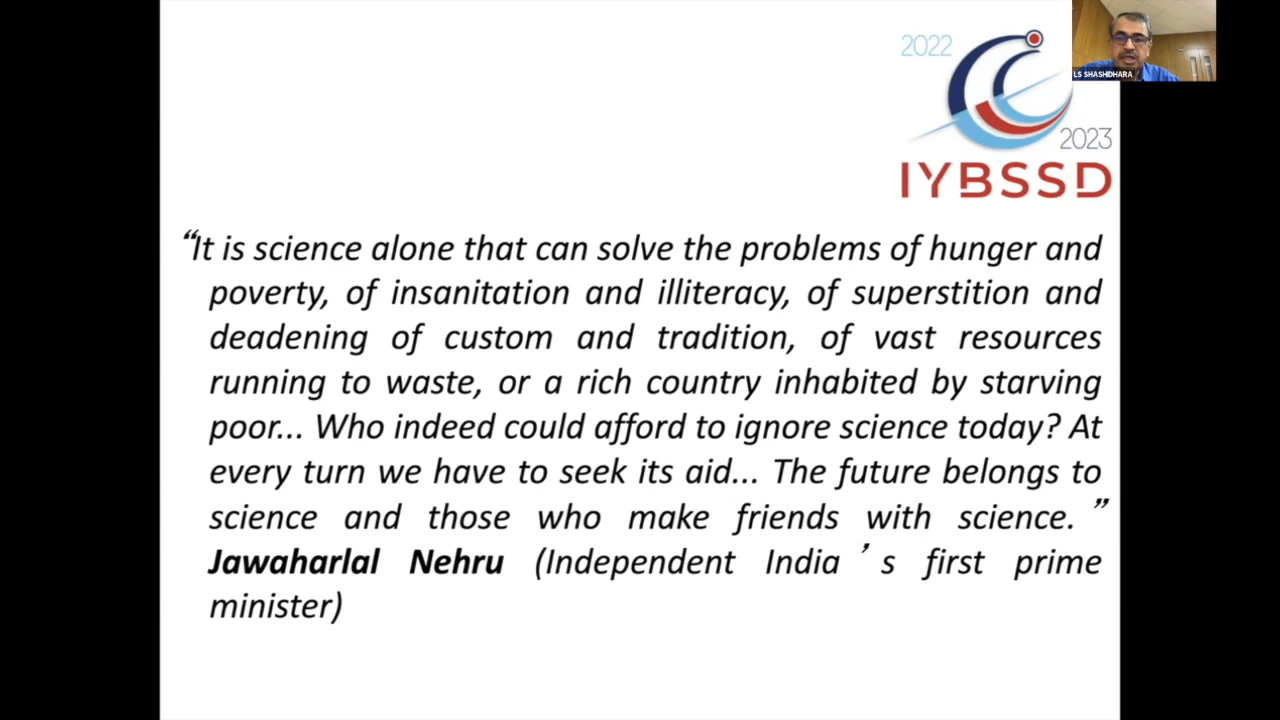 2022
LS SHASHIDHARA
2023
IYBSSD
“It is science alone that can solve the problems of hunger and
poverty, of insanitation and illiteracy, of superstition and
deadening of custom and tradition, of vast resources
running to waste, or a rich country inhabited by starving
poor... Who indeed could afford to ignore science today? At
every turn we have to seek its aid... The future belongs to
science and those who make friends with science. ”
Jawaharlal Nehru (Independent India ’ s first prime
minister)